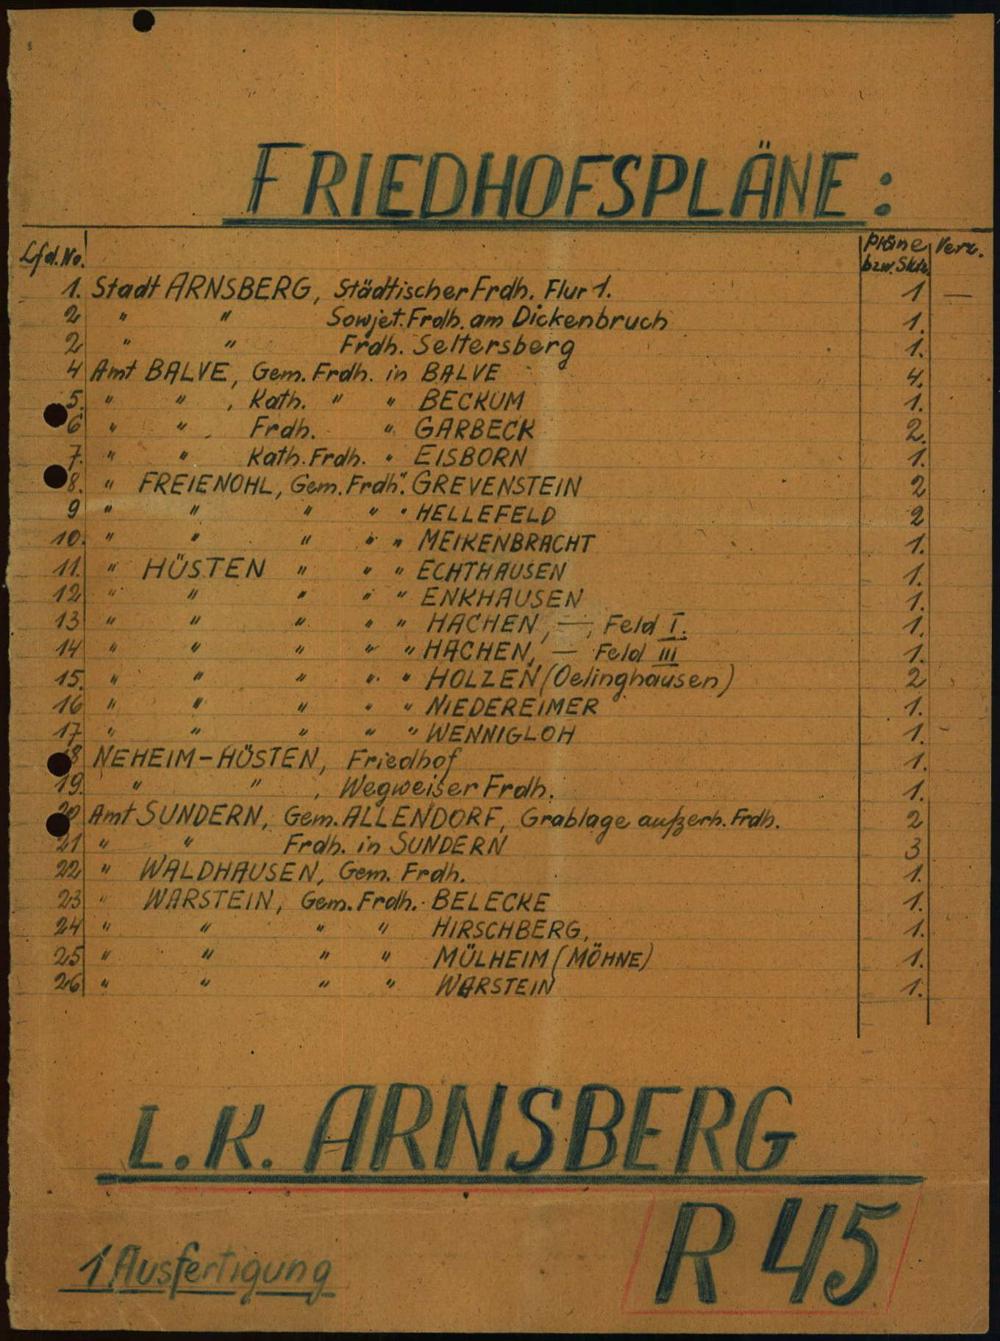 FRIEDHOFSPLÄNE:
Lfd.No. Pläne bzw. Skizz. Verz.
1. Stadt ARNSBERG, Städtischer Frdh. Flur 1. 1 —
2 " " Sowjet. Frdh. am Dickenbruch 1.
2 " " Frdh. Seltersberg 1.
4 Amt BALVE, Gem. Frdh. in BALVE 4.
5. " " , Kath. " " BECKUM 1.
6 " " . Frdh. " GARBECK 2.
7. " " Kath. Frdh. " EISBORN 1.
8. " FREIENOHL, Gem. Frdh. " GREVENSTEIN 2
9 " " " " " HELLEFELD 2
10. " " " " " MEIKENBRACHT 1.
11. " HÜSTEN " " " ECHTHAUSEN 1.
12 " " " " " ENKHAUSEN 1.
13 " " " " " HACHEN, —, Feld I. 1.
14 " " " " " HACHEN, — Feld III 1.
15. " " " " " HOLZEN (Oelinghausen) 2
16 " " " " " NIEDEREIMER 1.
17 " " " " " WENNIGLOH 1.
18 NEHEIM-HÜSTEN, Friedhof 1.
19. " " , Wegweiser Frdh. 1.
20 Amt SUNDERN, Gem. ALLENDORF, Grablage außerh. Frdh. 2
21 " " Frdh. in SUNDERN 3
22 " WALDHAUSEN, Gem. Frdh. 1.
23 " WARSTEIN, Gem. Frdh. - BELECKE 1.
24 " " " " HIRSCHBERG, 1.
25 " " " " MÜLHEIM (MÖHNE) 1.
26 " " " " WARSTEIN 1.
L.K. ARNSBERG
R 45
1 Ausfertigung